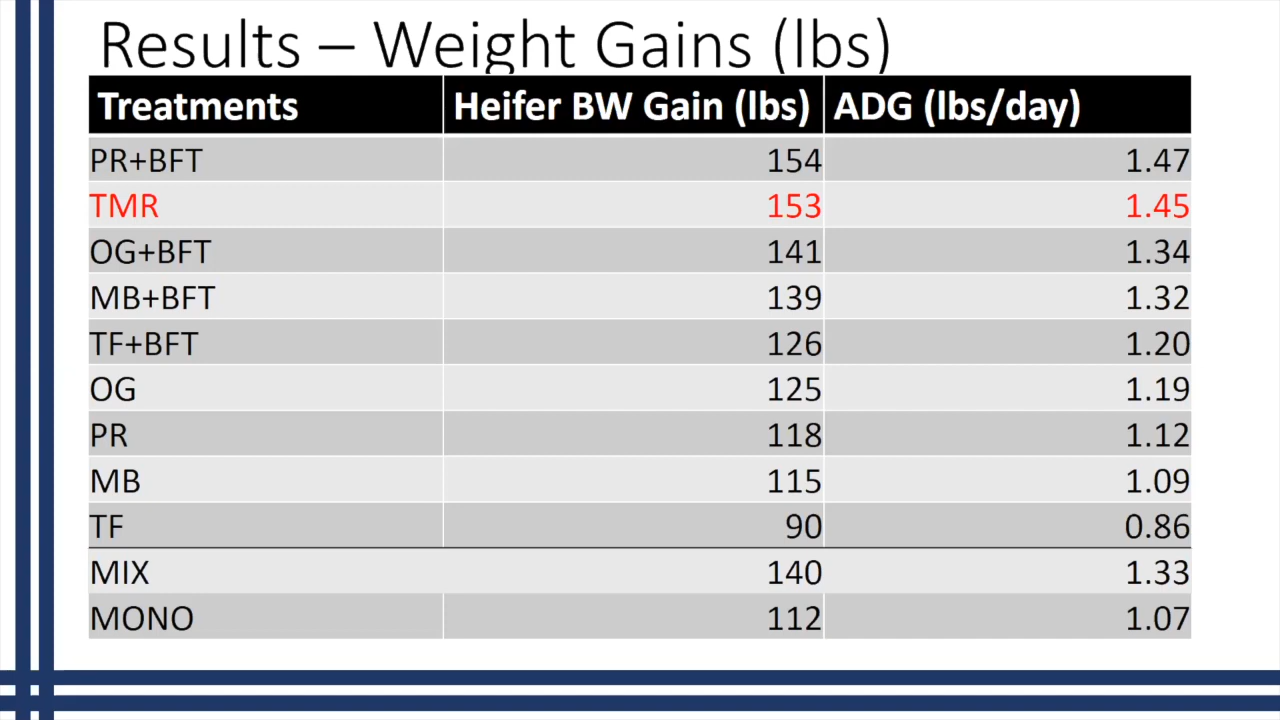 Results – Weight Gains (lbs)
Treatments Heifer BW Gain (lbs) ADG (lbs/day)
PR+BFT 154 1.47
TMR 153 1.45
OG+BFT 141 1.34
MB+BFT 139 1.32
TF+BFT 126 1.20
OG 125 1.19
PR 118 1.12
MB 115 1.09
TF 90 0.86
MIX 140 1.33
MONO 112 1.07